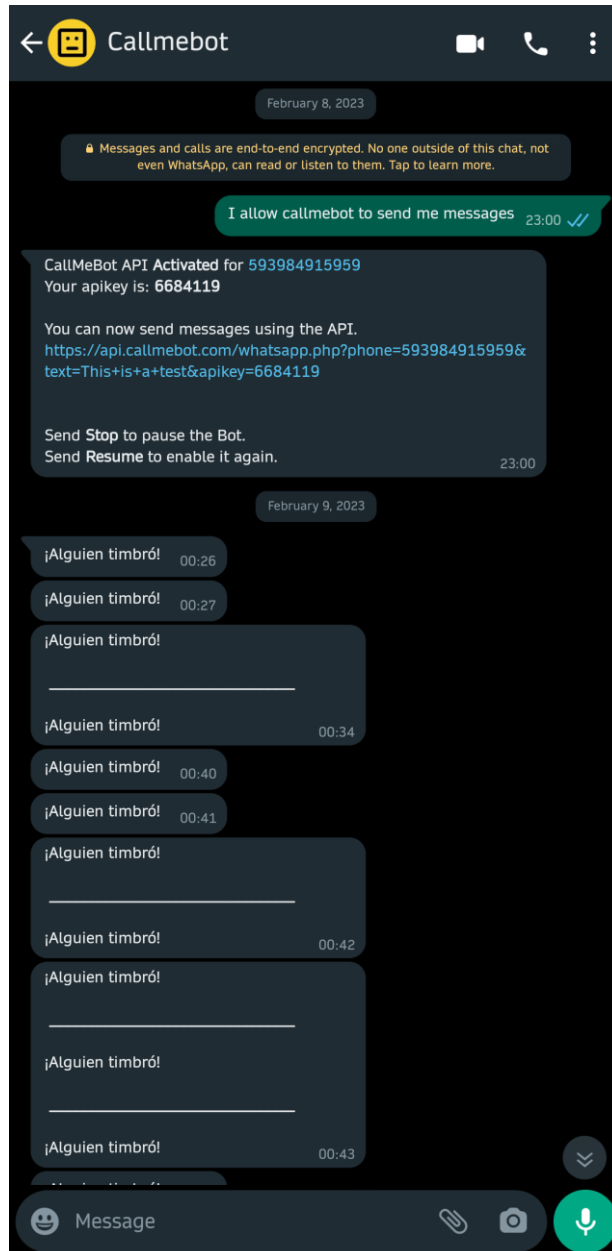 Callmebot
February 8, 2023
Messages and calls are end-to-end encrypted. No one outside of this chat, not
even WhatsApp, can read or listen to them. Tap to learn more.
I allow callmebot to send me messages 23:00
CallMeBot API Activated for 593984915959
Your apikey is: 6684119
You can now send messages using the API.
https://api.callmebot.com/whatsapp.php?phone=593984915959&
text=This+is+a+test&apikey=6684119
Send Stop to pause the Bot.
Send Resume to enable it again.
23:00
February 9, 2023
¡Alguien timbró! 00:26
¡Alguien timbró! 00:27
¡Alguien timbró!
¡Alguien timbró! 00:34
¡Alguien timbró! 00:40
¡Alguien timbró! 00:41
¡Alguien timbró!
¡Alguien timbró! 00:42
¡Alguien timbró!
¡Alguien timbró!
¡Alguien timbró! 00:43
Message